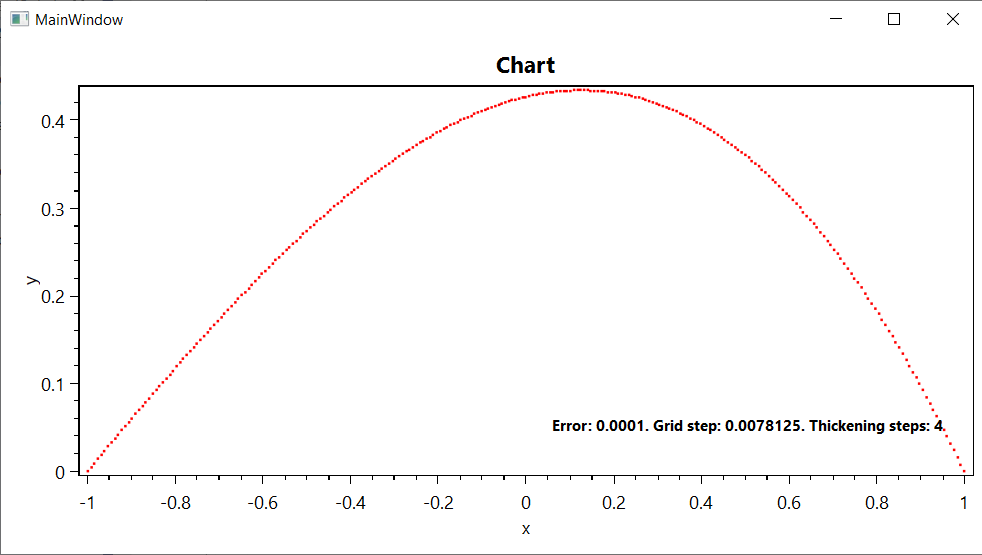 MainWindow
Chart
0.4
0.3
0.2
0.1
0
y
Error: 0.0001. Grid step: 0.0078125. Thickening steps: 4
-1 -0.8 -0.6 -0.4 -0.2 0 0.2 0.4 0.6 0.8 1
x